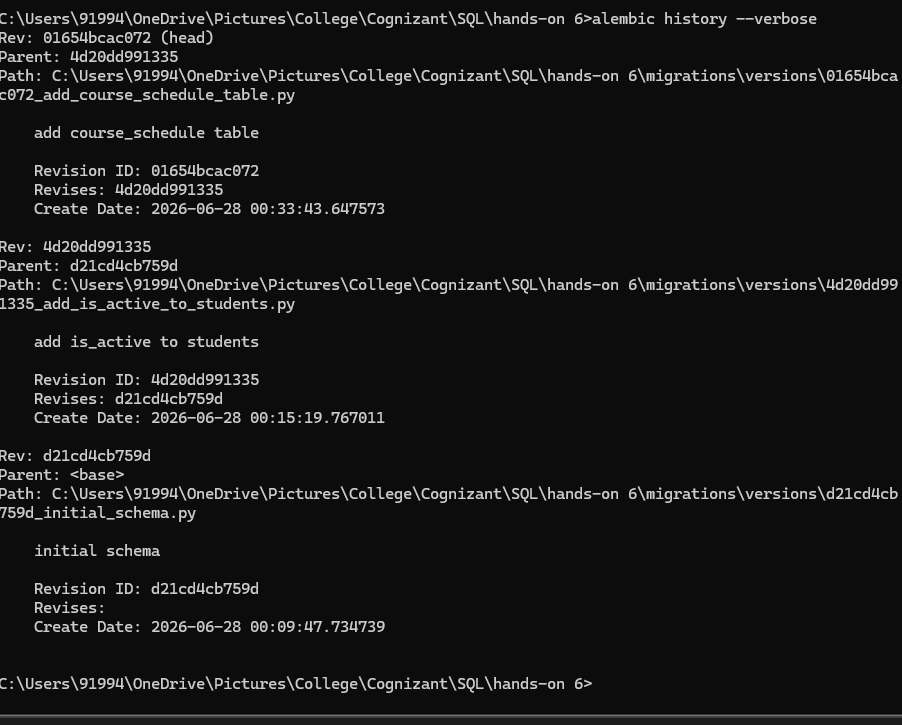 C:\Users\91994\OneDrive\Pictures\College\Cognizant\SQL\hands-on 6>alembic history --verbose
Rev: 01654bcac072 (head)
Parent: 4d20dd991335
Path: C:\Users\91994\OneDrive\Pictures\College\Cognizant\SQL\hands-on 6\migrations\versions\01654bca
c072_add_course_schedule_table.py
    add course_schedule table
    Revision ID: 01654bcac072
    Revises: 4d20dd991335
    Create Date: 2026-06-28 00:33:43.647573
Rev: 4d20dd991335
Parent: d21cd4cb759d
Path: C:\Users\91994\OneDrive\Pictures\College\Cognizant\SQL\hands-on 6\migrations\versions\4d20dd99
1335_add_is_active_to_students.py
    add is_active to students
    Revision ID: 4d20dd991335
    Revises: d21cd4cb759d
    Create Date: 2026-06-28 00:15:19.767011
Rev: d21cd4cb759d
Parent: <base>
Path: C:\Users\91994\OneDrive\Pictures\College\Cognizant\SQL\hands-on 6\migrations\versions\d21cd4cb
759d_initial_schema.py
    initial schema
    Revision ID: d21cd4cb759d
    Revises:
    Create Date: 2026-06-28 00:09:47.734739
C:\Users\91994\OneDrive\Pictures\College\Cognizant\SQL\hands-on 6>